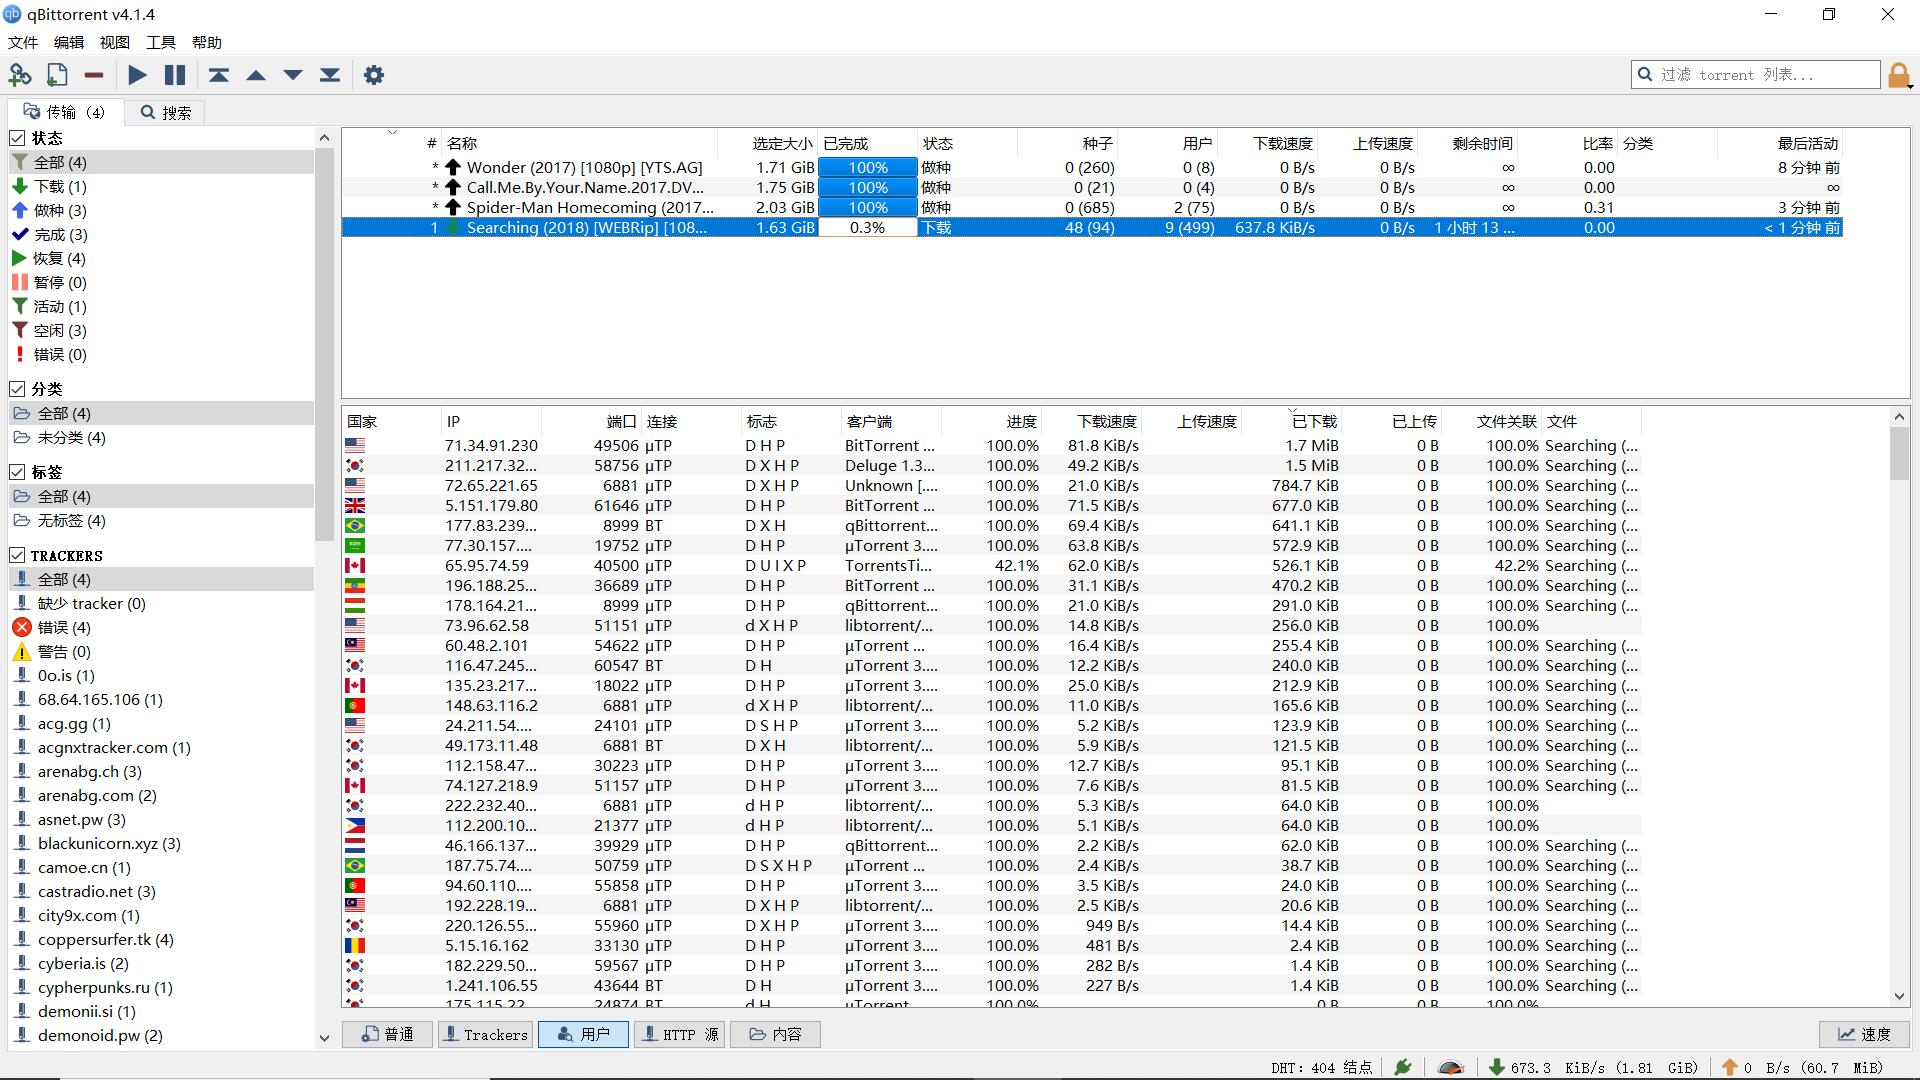 qBittorrent v4.1.4
文件 编辑 视图 工具 帮助
过滤 torrent 列表...
传输 (4) 搜索
状态
全部 (4)
下载 (1)
做种 (3)
完成 (3)
恢复 (4)
暂停 (0)
活动 (1)
空闲 (3)
错误 (0)
分类
全部 (4)
未分类 (4)
标签
全部 (4)
无标签 (4)
TRACKERS
全部 (4)
缺少 tracker (0)
错误 (4)
警告 (0)
0o.is (1)
68.64.165.106 (1)
acg.gg (1)
acgnxtracker.com (1)
arenabg.ch (3)
arenabg.com (2)
asnet.pw (3)
blackunicorn.xyz (3)
camoe.cn (1)
castradio.net (3)
city9x.com (1)
coppersurfer.tk (4)
cyberia.is (2)
cypherpunks.ru (1)
demonii.si (1)
demonoid.pw (2)
# 名称 选定大小 已完成 状态 种子 用户 下载速度 上传速度 剩余时间 比率 分类 最后活动
* Wonder (2017) [1080p] [YTS.AG] 1.71 GiB 100% 做种 0 (260) 0 (8) 0 B/s 0 B/s ∞ 0.00 8 分钟 前
* Call.Me.By.Your.Name.2017.DV... 1.75 GiB 100% 做种 0 (21) 0 (4) 0 B/s 0 B/s ∞ 0.00 ∞
* Spider-Man Homecoming (2017... 2.03 GiB 100% 做种 0 (685) 2 (75) 0 B/s 0 B/s ∞ 0.31 3 分钟 前
1 Searching (2018) [WEBRip] [108... 1.63 GiB 0.3% 下载 48 (94) 9 (499) 637.8 KiB/s 0 B/s 1 小时 13 ... 0.00 < 1 分钟 前
国家 IP 端口 连接 标志 客户端 进度 下载速度 上传速度 已下载 已上传 文件关联 文件
71.34.91.230 49506 μTP D H P BitTorrent ... 100.0% 81.8 KiB/s 1.7 MiB 0 B 100.0% Searching (...
211.217.32... 58756 μTP D X H P Deluge 1.3... 100.0% 49.2 KiB/s 1.5 MiB 0 B 100.0% Searching (...
72.65.221.65 6881 μTP D X H P Unknown [.... 100.0% 21.0 KiB/s 784.7 KiB 0 B 100.0% Searching (...
5.151.179.80 61646 μTP D H P BitTorrent ... 100.0% 71.5 KiB/s 677.0 KiB 0 B 100.0% Searching (...
177.83.239... 8999 BT D X H qBittorrent... 100.0% 69.4 KiB/s 641.1 KiB 0 B 100.0% Searching (...
77.30.157.... 19752 μTP D H P μTorrent 3.... 100.0% 63.8 KiB/s 572.9 KiB 0 B 100.0% Searching (...
65.95.74.59 40500 μTP D U I X P TorrentsTi... 42.1% 62.0 KiB/s 526.1 KiB 0 B 42.2% Searching (...
196.188.25... 36689 μTP D H P BitTorrent ... 100.0% 31.1 KiB/s 470.2 KiB 0 B 100.0% Searching (...
178.164.21... 8999 μTP D H P qBittorrent... 100.0% 21.0 KiB/s 291.0 KiB 0 B 100.0% Searching (...
73.96.62.58 51151 μTP d X H P libtorrent/... 100.0% 14.8 KiB/s 256.0 KiB 0 B 100.0%
60.48.2.101 54622 μTP D H P μTorrent ... 100.0% 16.4 KiB/s 255.4 KiB 0 B 100.0% Searching (...
116.47.245... 60547 BT D H μTorrent 3.... 100.0% 12.2 KiB/s 240.0 KiB 0 B 100.0% Searching (...
135.23.217... 18022 μTP D H P μTorrent 3.... 100.0% 25.0 KiB/s 212.9 KiB 0 B 100.0% Searching (...
148.63.116.2 6881 μTP d X H P libtorrent/... 100.0% 11.0 KiB/s 165.6 KiB 0 B 100.0% Searching (...
24.211.54.... 24101 μTP D S H P μTorrent 3.... 100.0% 5.2 KiB/s 123.9 KiB 0 B 100.0% Searching (...
49.173.11.48 6881 BT D X H libtorrent/... 100.0% 5.9 KiB/s 121.5 KiB 0 B 100.0% Searching (...
112.158.47... 30223 μTP D H P μTorrent 3.... 100.0% 12.7 KiB/s 95.1 KiB 0 B 100.0% Searching (...
74.127.218.9 51157 μTP D H P μTorrent 3.... 100.0% 7.6 KiB/s 81.5 KiB 0 B 100.0% Searching (...
222.232.40... 6881 μTP d H P libtorrent/... 100.0% 5.3 KiB/s 64.0 KiB 0 B 100.0%
112.200.10... 21377 μTP d H P libtorrent/... 100.0% 5.1 KiB/s 64.0 KiB 0 B 100.0%
46.166.137... 39929 μTP D H P qBittorrent... 100.0% 2.2 KiB/s 62.0 KiB 0 B 100.0% Searching (...
187.75.74.... 50759 μTP D S X H P μTorrent ... 100.0% 2.4 KiB/s 38.7 KiB 0 B 100.0% Searching (...
94.60.110.... 55858 μTP D H P μTorrent 3.... 100.0% 3.5 KiB/s 24.0 KiB 0 B 100.0% Searching (...
192.228.19... 6881 μTP D X H P libtorrent/... 100.0% 2.5 KiB/s 20.6 KiB 0 B 100.0% Searching (...
220.126.55... 55960 μTP D X H P μTorrent 3.... 100.0% 949 B/s 14.4 KiB 0 B 100.0% Searching (...
5.15.16.162 33130 μTP D H P μTorrent 3.... 100.0% 481 B/s 2.4 KiB 0 B 100.0% Searching (...
182.229.50... 59567 μTP D H P μTorrent 3.... 100.0% 282 B/s 1.4 KiB 0 B 100.0% Searching (...
1.241.106.55 43644 BT D H μTorrent 3.... 100.0% 227 B/s 1.4 KiB 0 B 100.0% Searching (...
175.115.22... 24874 BT d H μTorrent 100.0% 0 B 0 B 100.0%
普通 Trackers 用户 HTTP 源 内容 速度
DHT: 404 结点 673.3 KiB/s (1.81 GiB) 0 B/s (60.7 MiB)